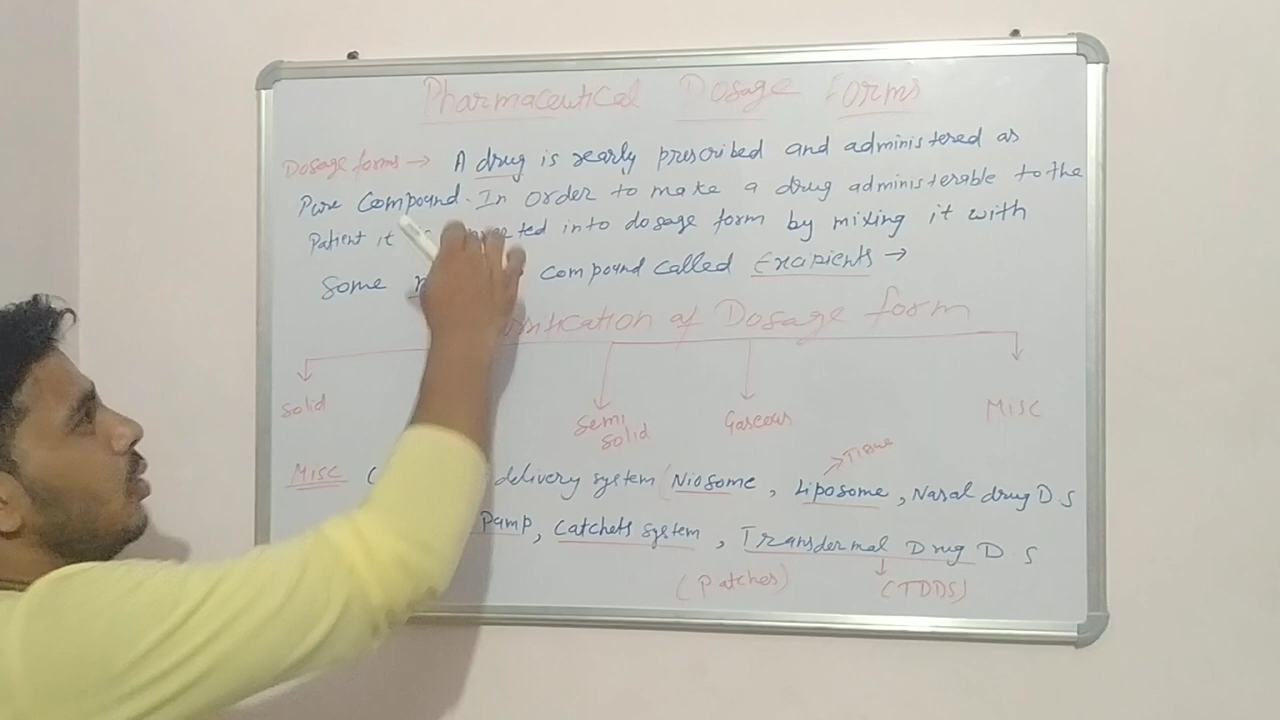 Pharmaceutical Dosage Forms
Dosage forms → A drug is rearly prescribed and administered as
Pure Compound. In order to make a drug administerable to the
Patient it ted into dosage form by mixing it with
Some compound called Excipients →
of Dosage form
Solid
Semi
Solid
Gaseous
MISC
Tissue
MISC ( delivery system (Niosome, Liposome, Nasal drug D S
Pump, Catchets system, Transdermal Drug D S
(Patches)
(TDDS)